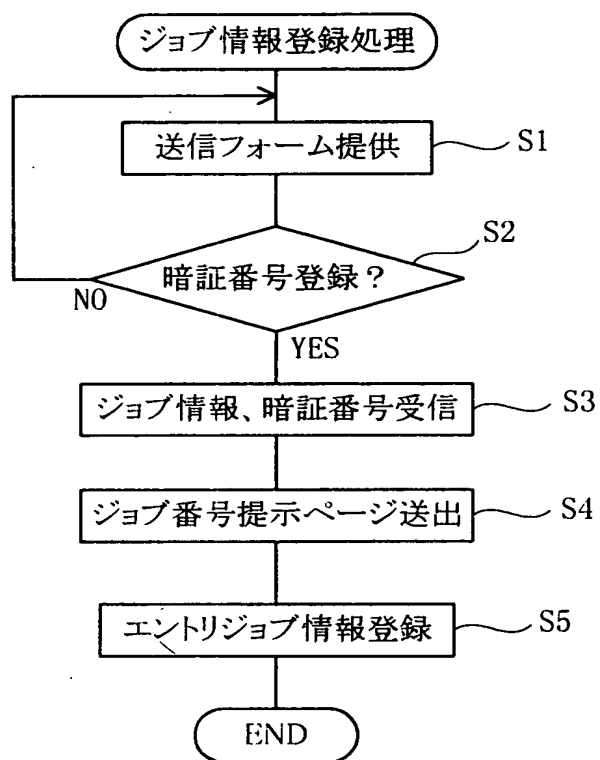 ジョブ情報登録処理
送信フォーム提供
S1
暗証番号登録？
S2
NO
YES
ジョブ情報、暗証番号受信
S3
ジョブ番号提示ページ送出
S4
エントリジョブ情報登録
S5
END